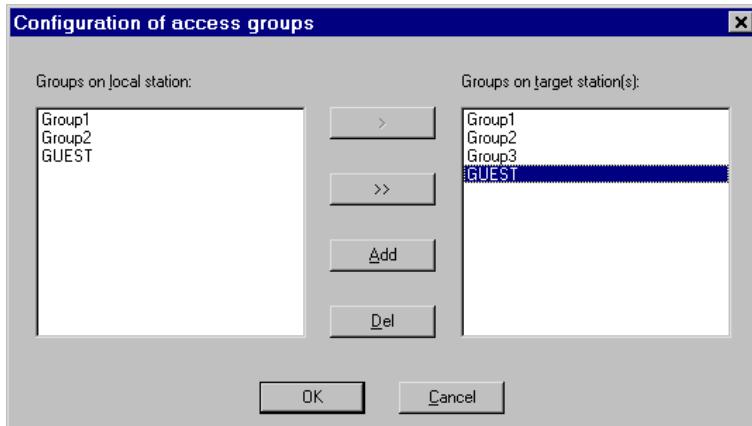 Configuration of access groups
Groups on local station:
Groups on target station(s):
Group1
Group2
GUEST
>
>>
Add
Del
Group1
Group2
Group3
GUEST
OK
Cancel